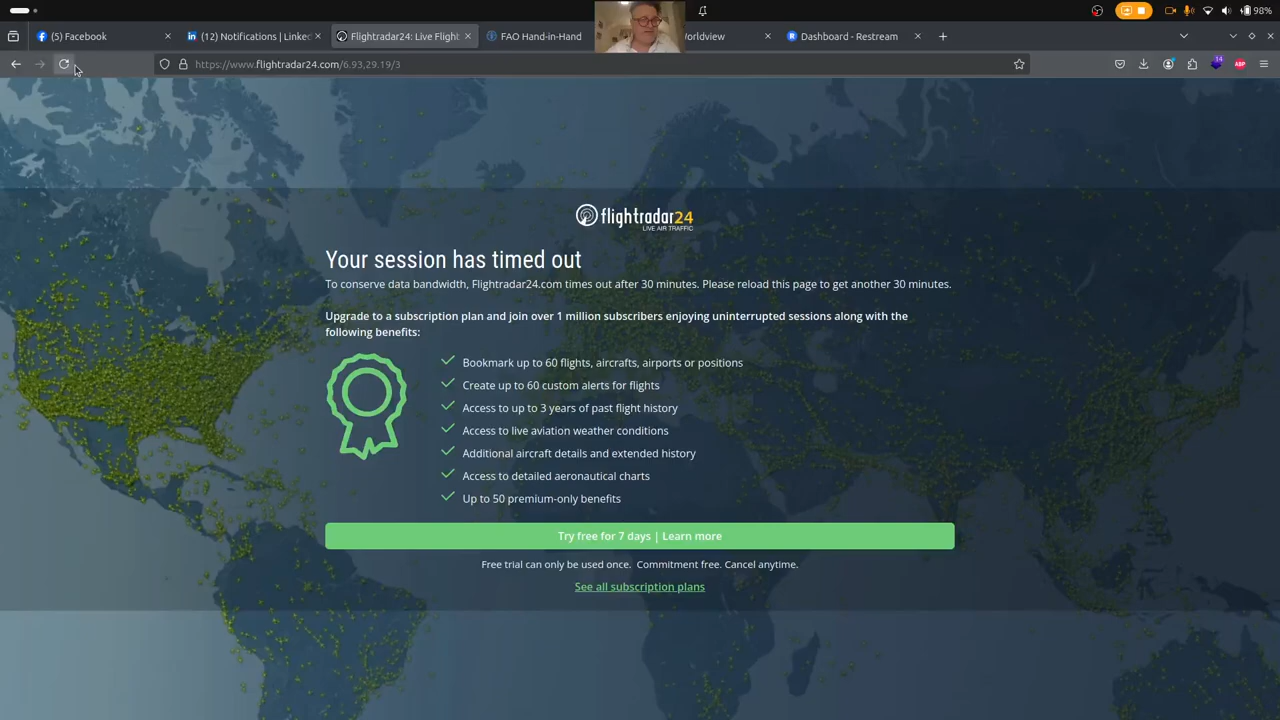 98%
(5) Facebook
(12) Notifications | Linke
Flightradar24: Live Flight
FAO Hand-in-Hand
orldview
Dashboard - Restream
https://www.flightradar24.com/6.93,29.19/3
14
ABP
flightradar24
LIVE AIR TRAFFIC
Your session has timed out
To conserve data bandwidth, Flightradar24.com times out after 30 minutes. Please reload this page to get another 30 minutes.
Upgrade to a subscription plan and join over 1 million subscribers enjoying uninterrupted sessions along with the
following benefits:
Bookmark up to 60 flights, aircrafts, airports or positions
Create up to 60 custom alerts for flights
Access to up to 3 years of past flight history
Access to live aviation weather conditions
Additional aircraft details and extended history
Access to detailed aeronautical charts
Up to 50 premium-only benefits
Try free for 7 days | Learn more
Free trial can only be used once. Commitment free. Cancel anytime.
See all subscription plans